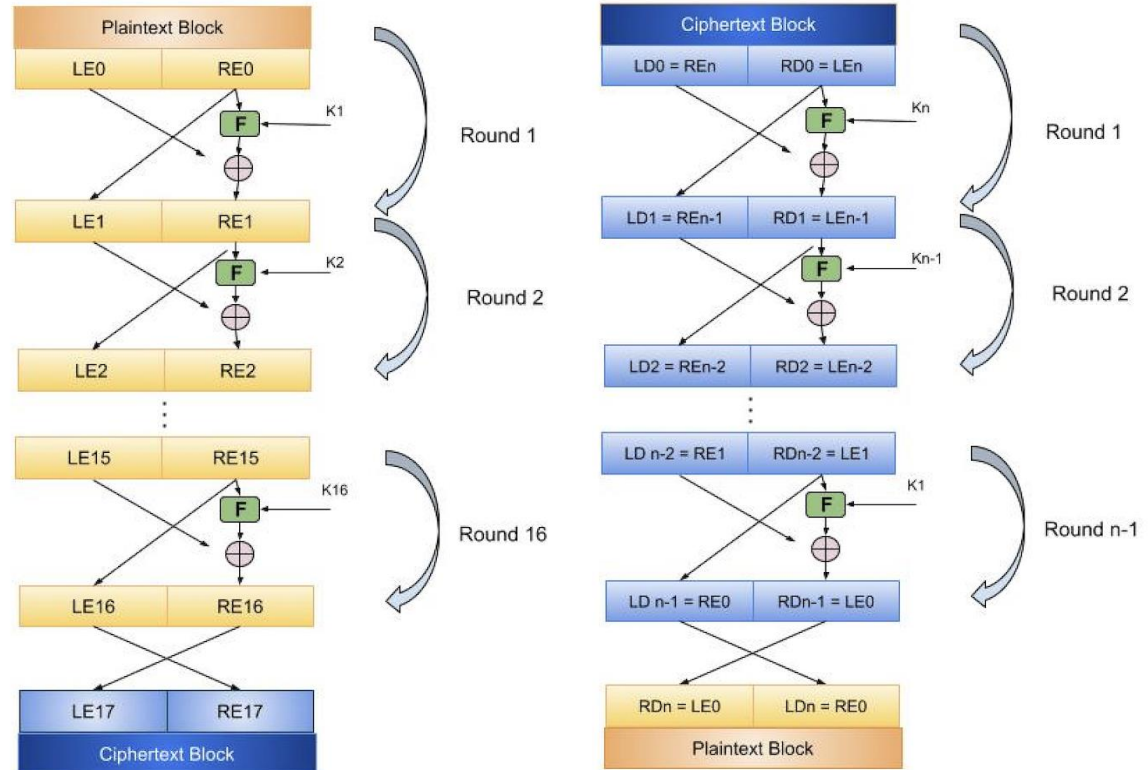 Plaintext Block
LE0 RE0
K1
F
Round 1
LE1 RE1
K2
F
Round 2
LE2 RE2
LE15 RE15
K16
F
Round 16
LE16 RE16
LE17 RE17
Ciphertext Block
Ciphertext Block
LD0 = REn RD0 = LEn
Kn
F
Round 1
LD1 = REn-1 RD1 = LEn-1
Kn-1
F
Round 2
LD2 = REn-2 RD2 = LEn-2
LD n-2 = RE1 RDn-2 = LE1
K1
F
Round n-1
LD n-1 = RE0 RDn-1 = LE0
RDn = LE0 LDn = RE0
Plaintext Block